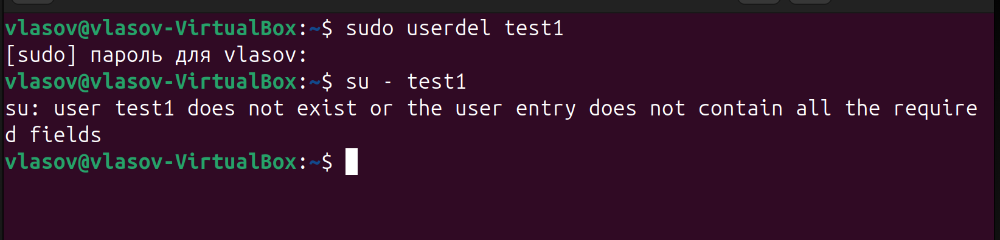 vlasov@vlasov-VirtualBox:~$ sudo userdel test1
[sudo] пароль для vlasov:
vlasov@vlasov-VirtualBox:~$ su - test1
su: user test1 does not exist or the user entry does not contain all the require
d fields
vlasov@vlasov-VirtualBox:~$